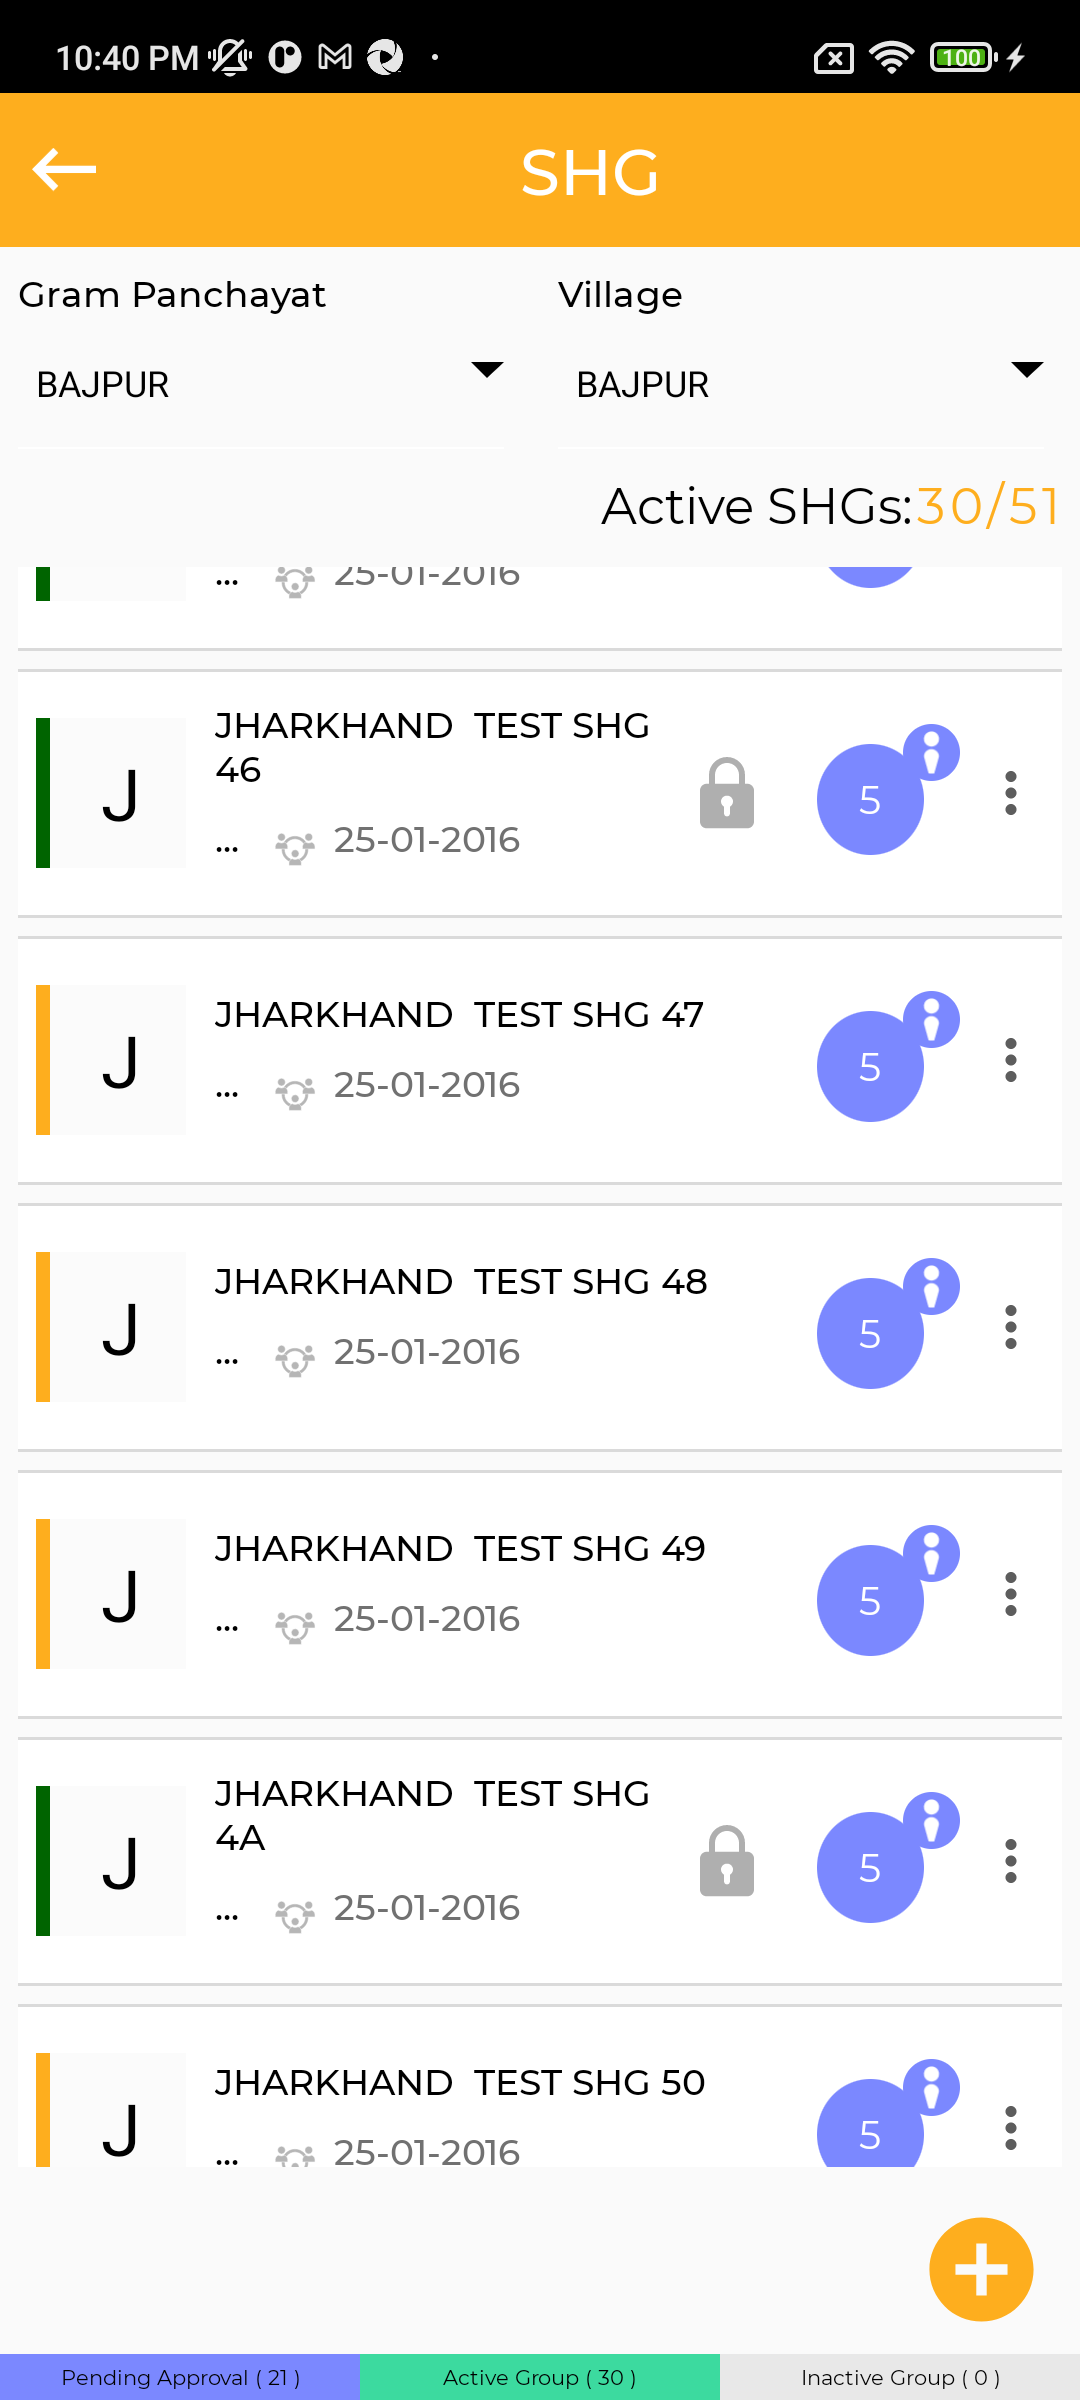 10:40 PM
100
SHG
Gram Panchayat Village
BAJPUR BAJPUR
Active SHGs:30/51
... 25-01-2016
JHARKHAND TEST SHG
46
J
5
... 25-01-2016
JHARKHAND TEST SHG 47
J
5
... 25-01-2016
JHARKHAND TEST SHG 48
J
5
... 25-01-2016
JHARKHAND TEST SHG 49
J
5
... 25-01-2016
JHARKHAND TEST SHG
4A
J
5
... 25-01-2016
JHARKHAND TEST SHG 50
J
5
... 25-01-2016
Pending Approval ( 21 ) Active Group ( 30 ) Inactive Group ( 0 )